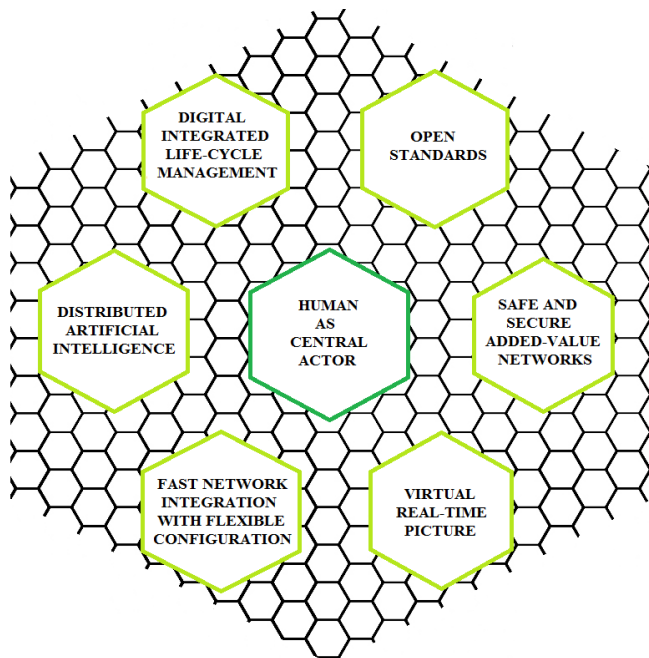 DIGITAL
INTEGRATED
LIFE-CYCLE
MANAGEMENT
OPEN
STANDARDS
DISTRIBUTED
ARTIFICIAL
INTELLIGENCE
HUMAN
AS
CENTRAL
ACTOR
SAFE AND
SECURE
ADDED-VALUE
NETWORKS
FAST NETWORK
INTEGRATION
WITH FLEXIBLE
CONFIGURATION
VIRTUAL
REAL-TIME
PICTURE